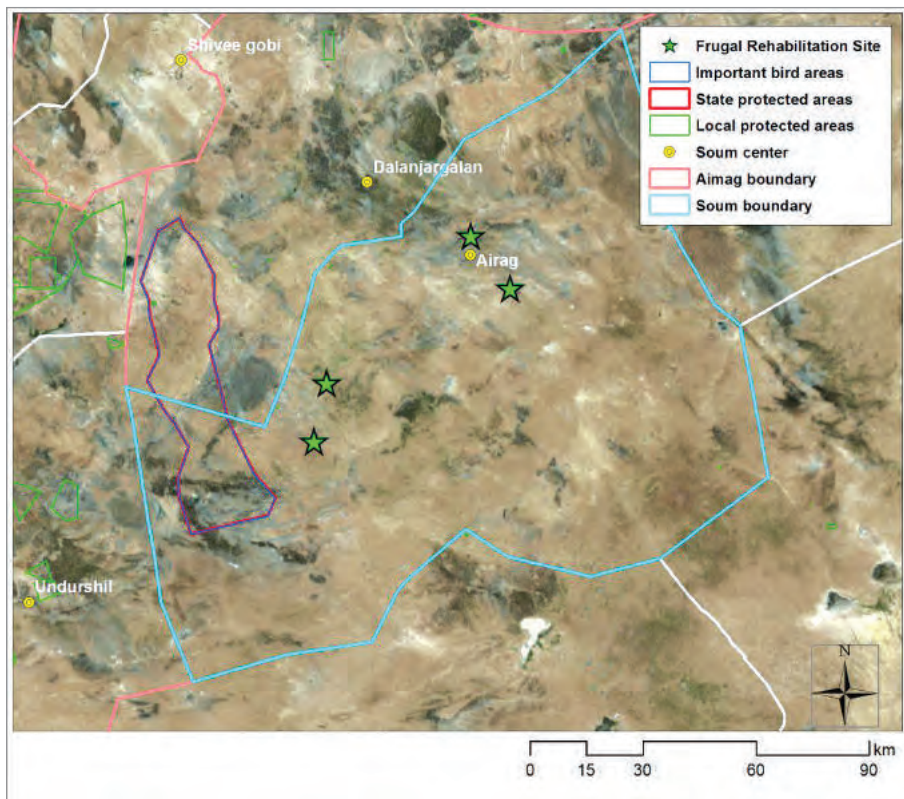 Shivee gobi
Frugal Rehabilitation Site
Important bird areas
State protected areas
Local protected areas
Soum center
Aimag boundary
Soum boundary
Dalanjargalan
Airag
Undurshil
N
km
0 15 30 60 90